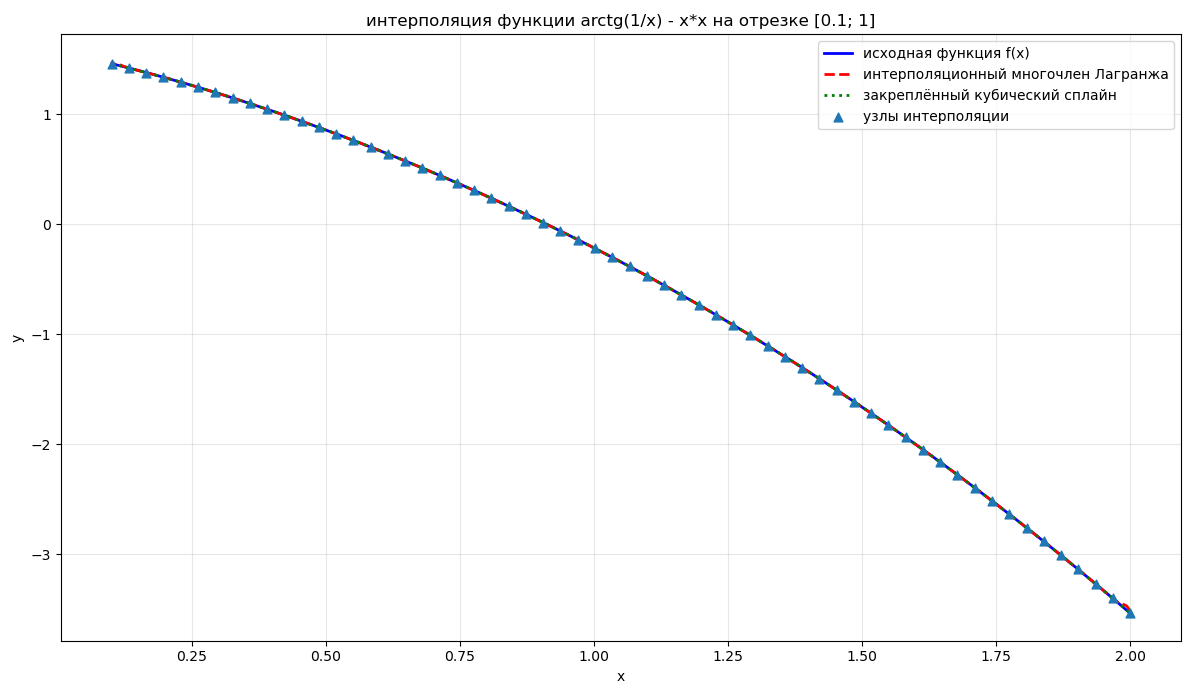 интерполяция функции arctg(1/x) - x*x на отрезке [0.1; 1]
исходная функция f(x)
интерполяционный многочлен Лагранжа
закреплённый кубический сплайн
узлы интерполяции
y
1
0
−1
−2
−3
0.25 0.50 0.75 1.00 1.25 1.50 1.75 2.00
x